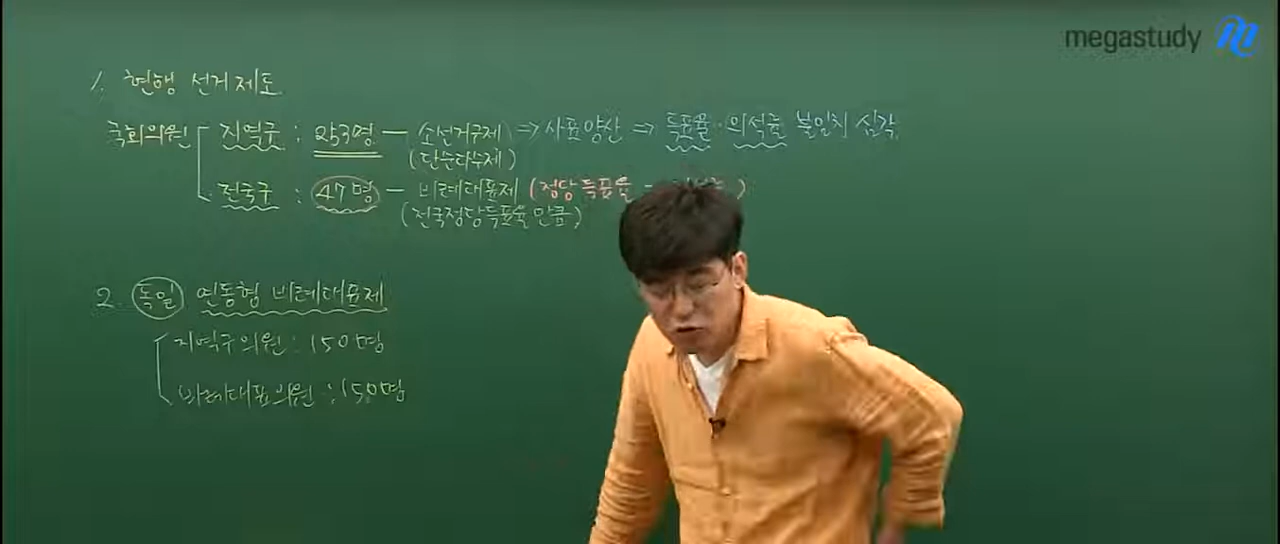 megastudy
1. 현행 선거제도
국회의원 지역구 : 253명 — 소선거구제 ⇒ 사표양산 ⇒ 득표율·의석율 불일치 심각
(단순다수제)
전국구 : 47명 — 비례대표제 (정당득표율 )
(전국정당득표율만큼)
2. 독일 연동형 비례대표제
지역구의원 : 150명
비례대표의원 : 150명